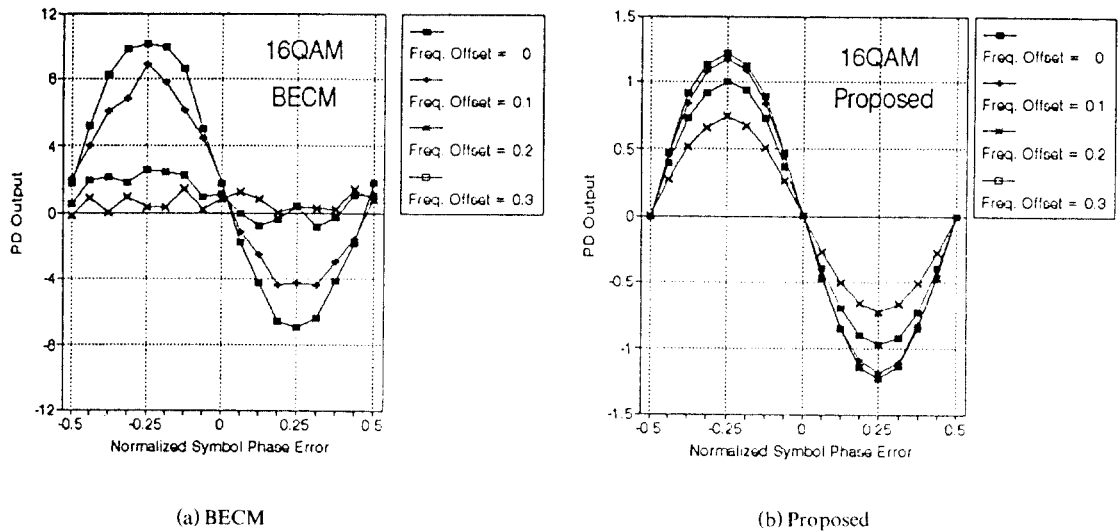 16QAM
BECM
PD Output
12
8
4
0
-4
-8
-12
-0.5
-0.25
0
0.25
0.5
Normalized Symbol Phase Error
Freq. Offset = 0
Freq. Offset = 0.1
Freq. Offset = 0.2
Freq. Offset = 0.3
(a) BECM
16QAM
Proposed
PD Output
1.5
1
0.5
0
-0.5
-1
-1.5
-0.5
-0.25
0
0.25
0.5
Normalized Symbol Phase Error
Freq. Offset = 0
Freq. Offset = 0.1
Freq. Offset = 0.2
Freq. Offset = 0.3
(b) Proposed